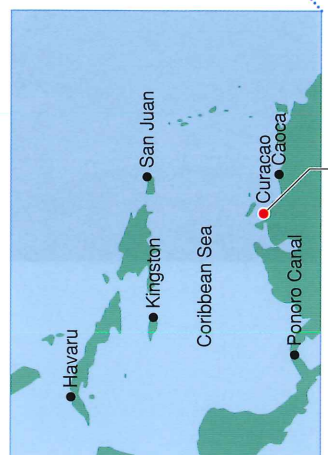 Havaru
Kingston
San Juan
Coribbean Sea
Curacao
Caoca
Ponoro Canal